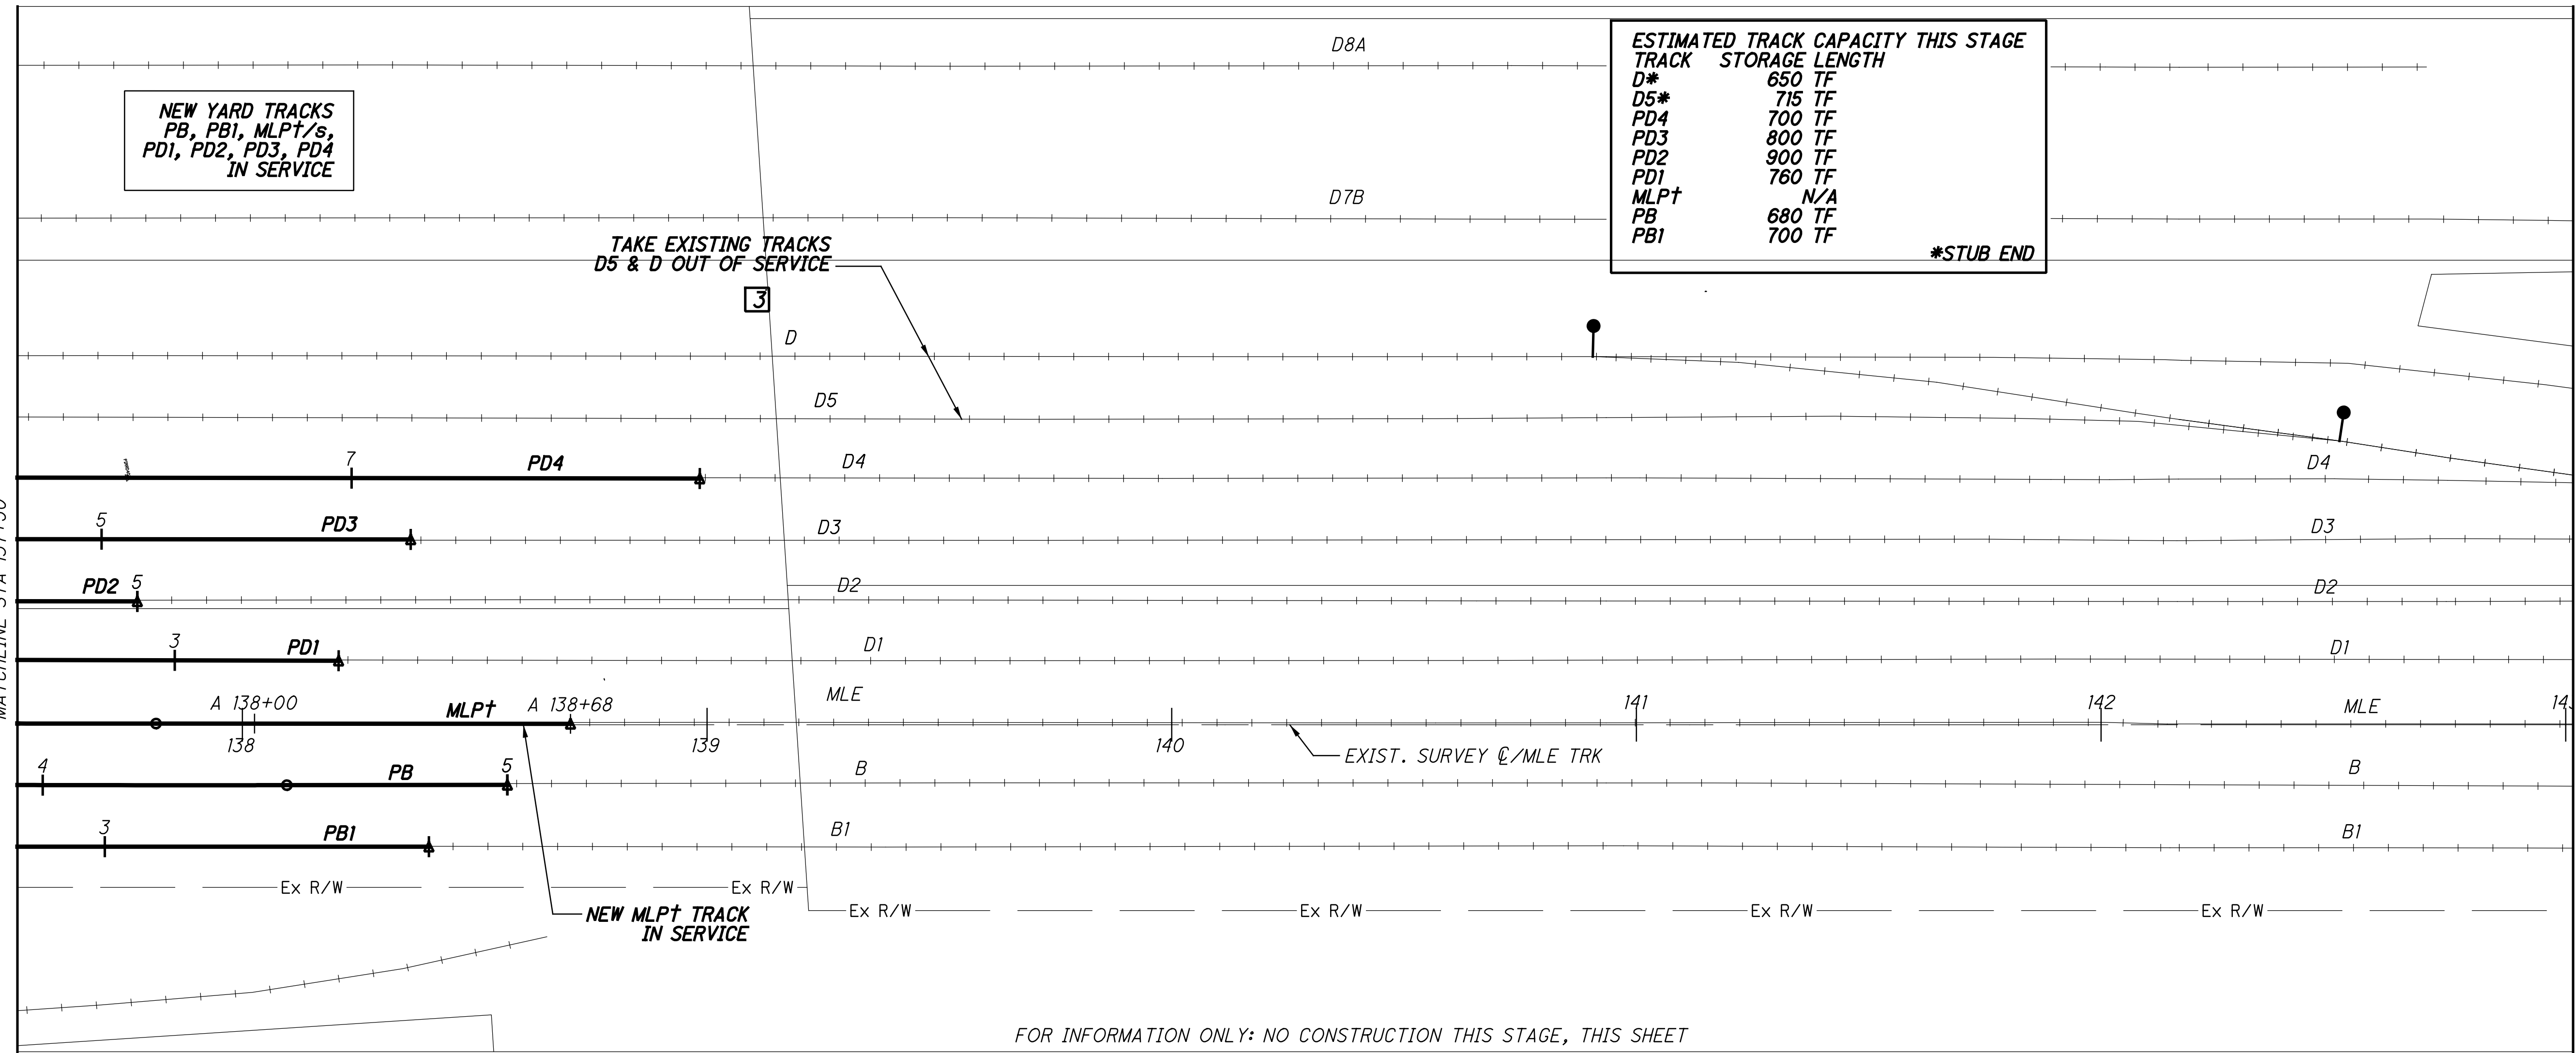 D8A
ESTIMATED TRACK CAPACITY THIS STAGE
TRACK STORAGE LENGTH
D* 650 TF
D5* 715 TF
PD4 700 TF
PD3 800 TF
PD2 900 TF
PD1 760 TF
MLP† N/A
PB 680 TF
PB1 700 TF
*STUB END
NEW YARD TRACKS
PB, PB1, MLP†/s,
PD1, PD2, PD3, PD4
IN SERVICE
D7B
TAKE EXISTING TRACKS
D5 & D OUT OF SERVICE
3
D
D5
7 PD4 D4 D4
5 PD3 D3 D3
PD2 5 D2 D2
3 PD1 D1 D1
A 138+00 MLP† A 138+68 MLE 141 142 MLE
138 139 140
EXIST. SURVEY ℄/MLE TRK
4 PB 5 B B
3 PB1 B1 B1
Ex R/W Ex R/W
Ex R/W Ex R/W Ex R/W Ex R/W
NEW MLP† TRACK
IN SERVICE
FOR INFORMATION ONLY: NO CONSTRUCTION THIS STAGE, THIS SHEET